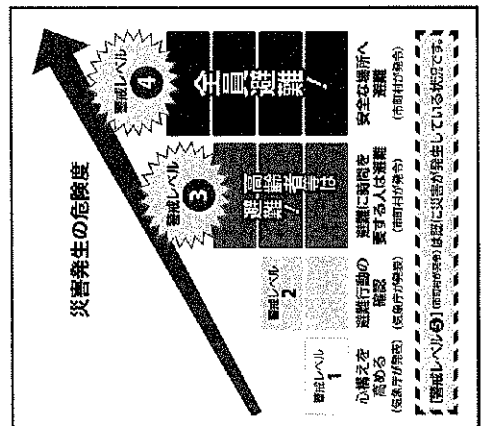 災害発生の危険度
警戒レベル
1
心構えを
高める
(気象庁が発表)
警戒レベル
2
避難行動の
確認
(気象庁が発表)
警戒レベル
3
高齢者等は
避難!
避難に時間を
要する人は避難
(市町村が発令)
警戒レベル
4
全員避難!
安全な場所へ
避難
(市町村が発令)
【警戒レベル5】(市町村が発令)は既に災害が発生している状況です。